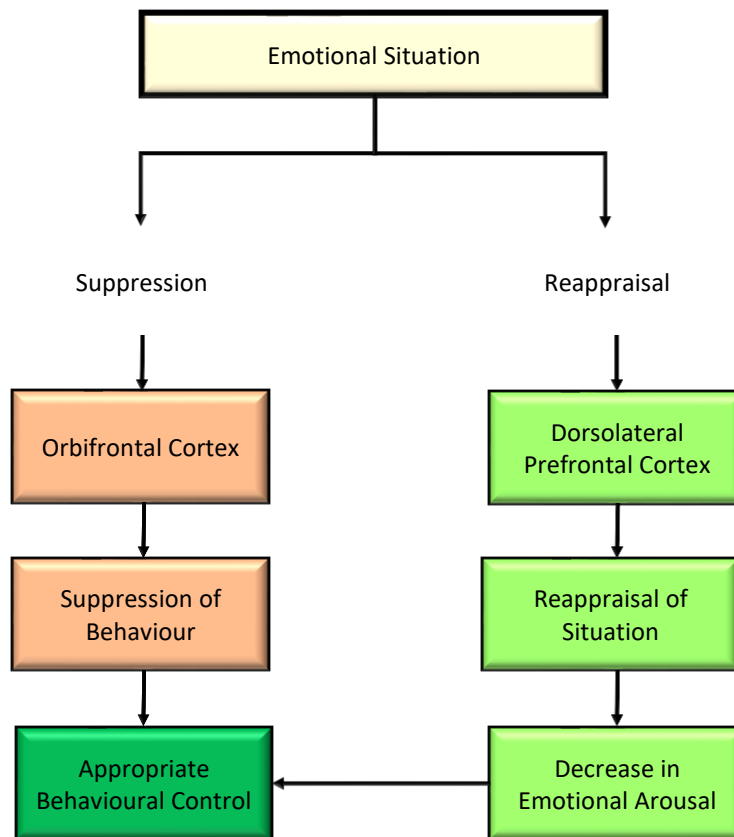 Emotional Situation
Suppression
Reappraisal
Orbifrontal Cortex
Dorsolateral
Prefrontal Cortex
Suppression of
Behaviour
Reappraisal of
Situation
Appropriate
Behavioural Control
Decrease in
Emotional Arousal